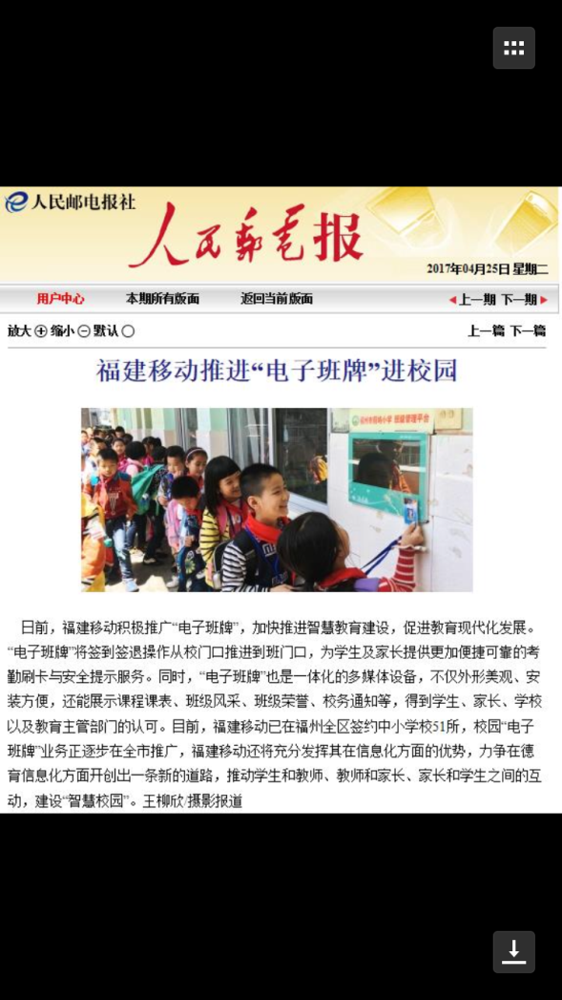 人民邮电报社
人民邮电报
2017年04月25日 星期二
用户中心 本期所有版面 返回当前版面 上一期 下一期
放大 缩小 默认 上一篇 下一篇
福建移动推进“电子班牌”进校园
班级管理平台
日前，福建移动积极推广“电子班牌”，加快推进智慧教育建设，促进教育现代化发展。
“电子班牌”将签到签退操作从校门口推进到班门口，为学生及家长提供更加便捷可靠的考
勤刷卡与安全提示服务。同时，“电子班牌”也是一体化的多媒体设备，不仅外形美观、安
装方便，还能展示课程课表、班级风采、班级荣誉、校务通知等，得到学生、家长、学校
以及教育主管部门的认可。目前，福建移动已在福州全区签约中小学校51所，校园“电子
班牌”业务正逐步在全市推广，福建移动还将充分发挥其在信息化方面的优势，力争在德
育信息化方面开创出一条新的道路，推动学生和教师、教师和家长、家长和学生之间的互
动，建设“智慧校园”。王柳欣/摄影报道